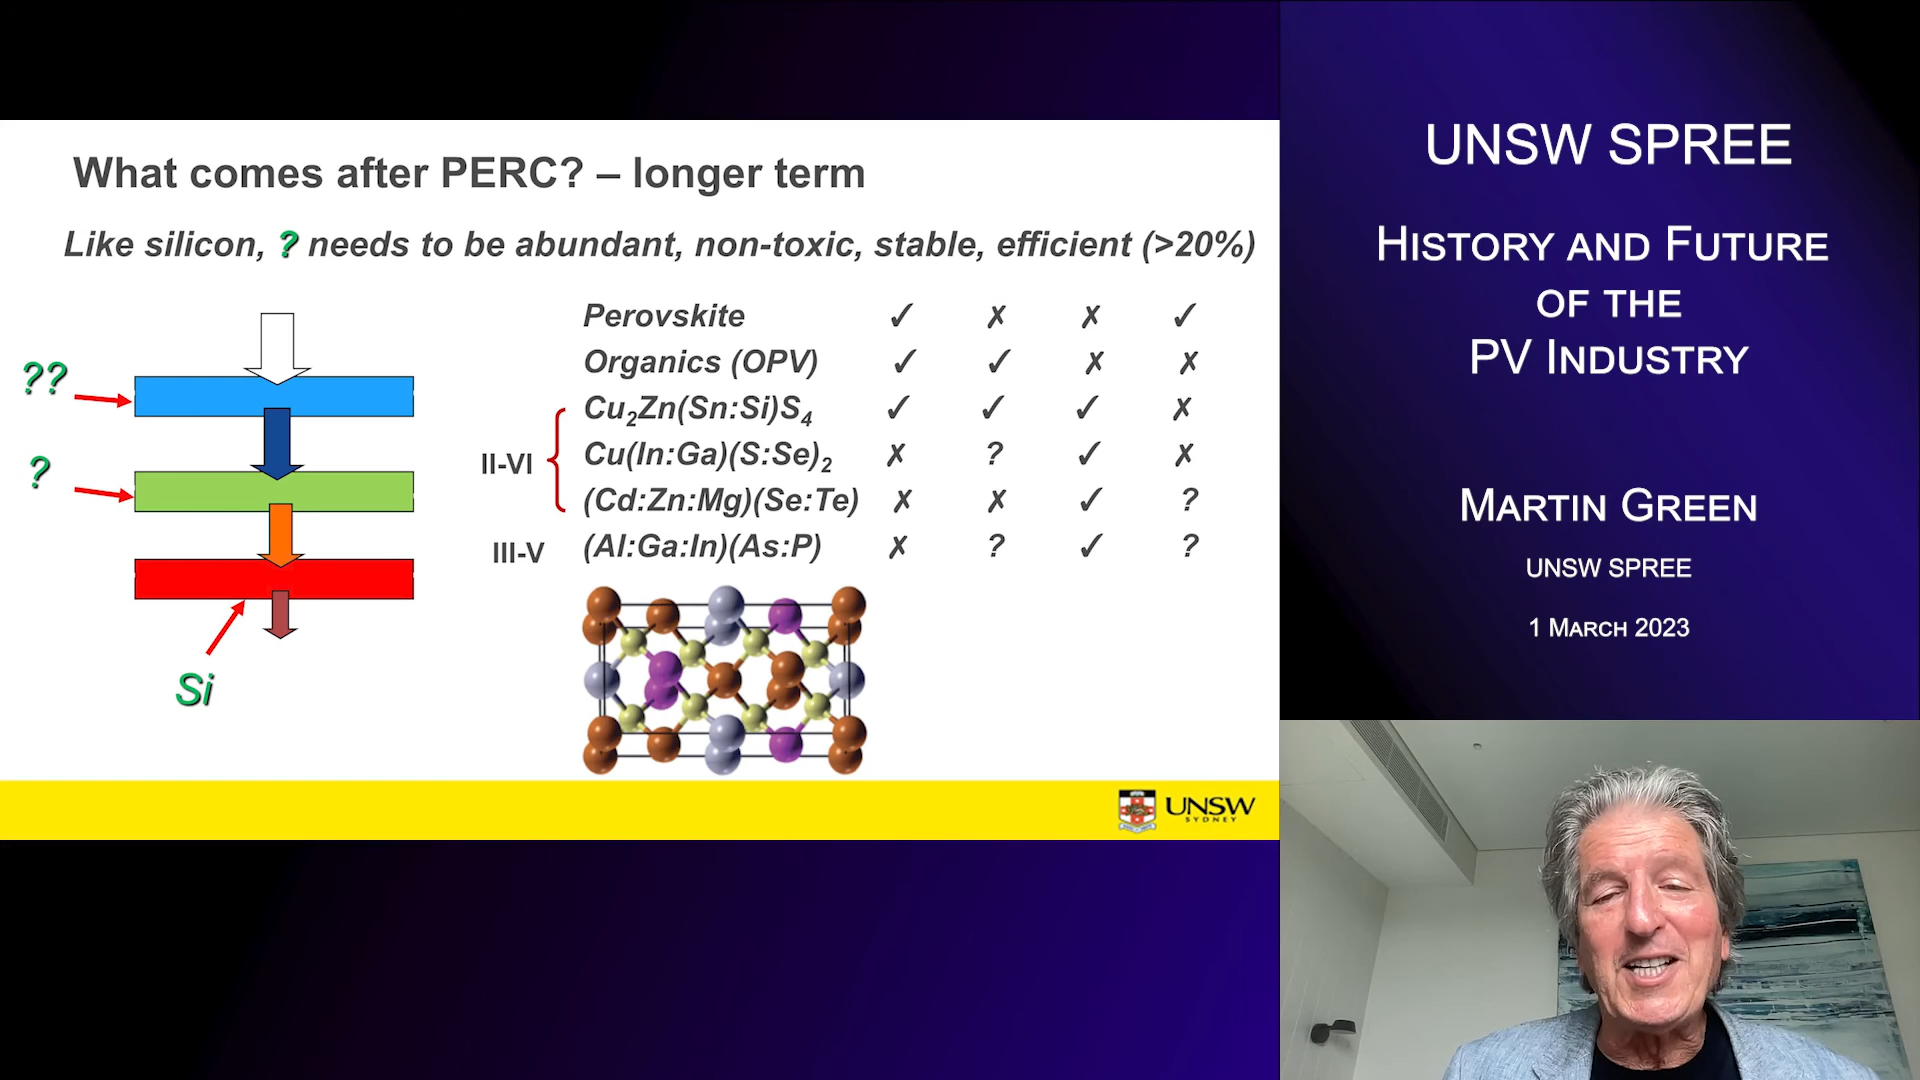 What comes after PERC? – longer term
Like silicon, ? needs to be abundant, non-toxic, stable, efficient (>20%)
??
?
Si
Perovskite ✓ ✗ ✗ ✓
Organics (OPV) ✓ ✓ ✗ ✗
II-VI
Cu₂Zn(Sn:Si)S₄ ✓ ✓ ✓ ✗
Cu(In:Ga)(S:Se)₂ ✗ ? ✓ ✗
(Cd:Zn:Mg)(Se:Te) ✗ ✗ ✓ ?
III-V (Al:Ga:In)(As:P) ✗ ? ✓ ?
UNSW
SYDNEY
UNSW SPREE
HISTORY AND FUTURE
OF THE
PV INDUSTRY
MARTIN GREEN
UNSW SPREE
1 MARCH 2023